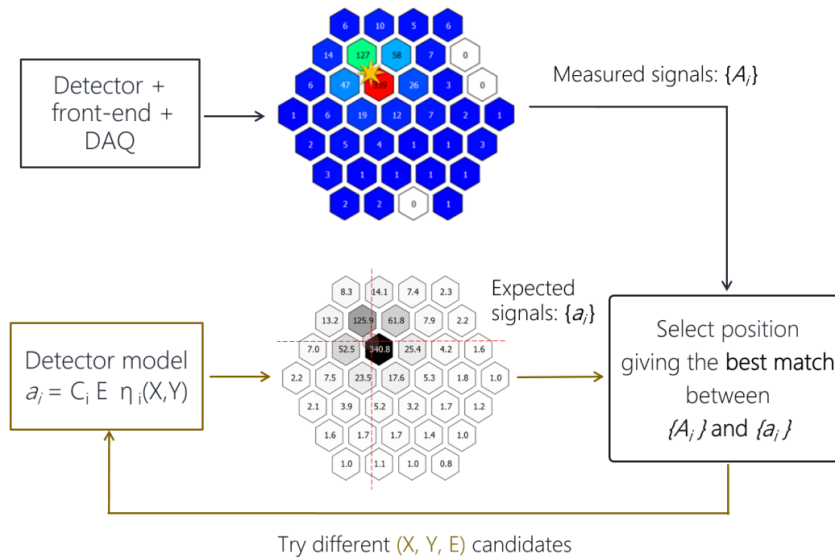 6 10 5 6
14 127 58 7 0
6 47 26 3 0
1 6 19 12 7 2 1
2 5 4 1 1 3
3 1 1 1 1
2 2 0 1
Detector +
front-end +
DAQ
Measured signals: {Aᵢ}
8.3 14.1 7.4 2.3
13.2 125.9 61.8 7.9 2.2
7.0 52.5 340.8 25.4 4.2 1.6
2.2 7.5 23.5 17.6 5.3 1.8 1.0
2.1 3.9 5.2 3.2 1.7 1.2
1.6 1.7 1.7 1.4 1.0
1.0 1.1 1.0 0.8
Expected
signals: {aᵢ}
Detector model
aᵢ = Cᵢ E ηᵢ(X,Y)
Select position
giving the best match
between
{Aᵢ} and {aᵢ}
Try different (X, Y, E) candidates